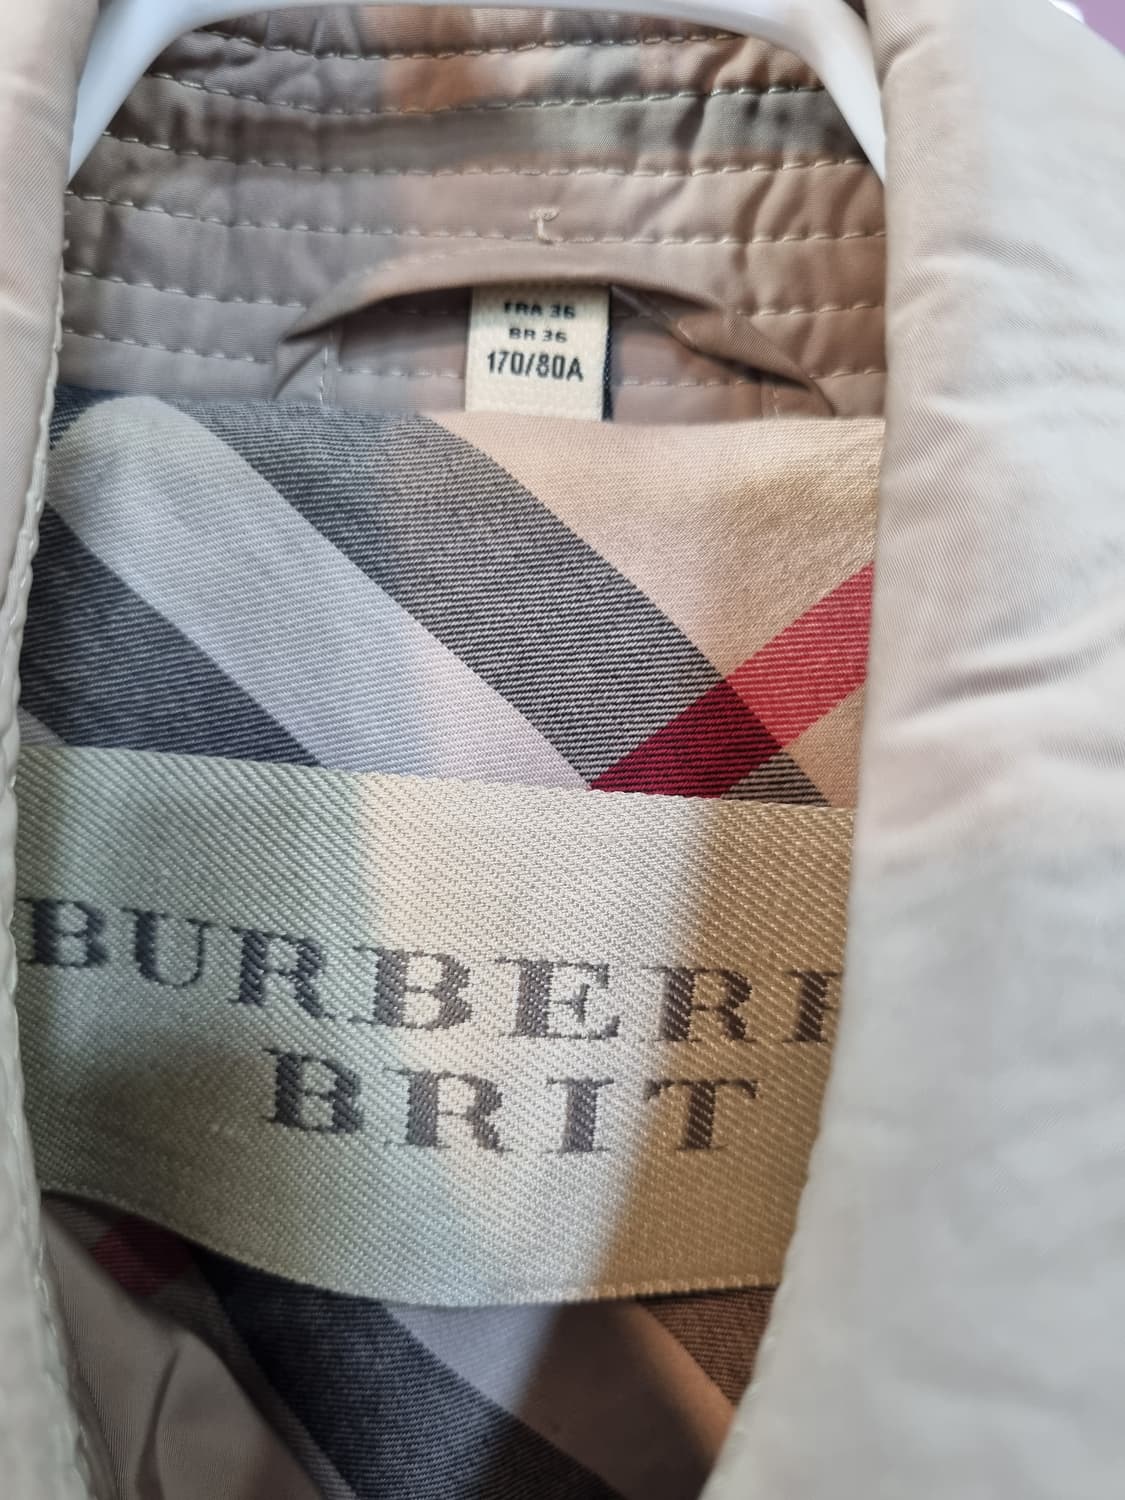 FRA 36
BR 36
170/80A
BURBERR
BRIT